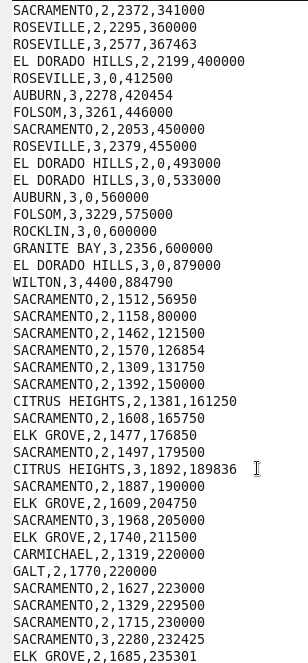 SACRAMENTO,2,2372,341000
ROSEVILLE,2,2295,360000
ROSEVILLE,3,2577,367463
EL DORADO HILLS,2,2199,400000
ROSEVILLE,3,0,412500
AUBURN,3,2278,420454
FOLSOM,3,3261,446000
SACRAMENTO,2,2053,450000
ROSEVILLE,3,2379,455000
EL DORADO HILLS,2,0,493000
EL DORADO HILLS,3,0,533000
AUBURN,3,0,560000
FOLSOM,3,3229,575000
ROCKLIN,3,0,600000
GRANITE BAY,3,2356,600000
EL DORADO HILLS,3,0,879000
WILTON,3,4400,884790
SACRAMENTO,2,1512,56950
SACRAMENTO,2,1158,80000
SACRAMENTO,2,1462,121500
SACRAMENTO,2,1570,126854
SACRAMENTO,2,1309,131750
SACRAMENTO,2,1392,150000
CITRUS HEIGHTS,2,1381,161250
SACRAMENTO,2,1608,165750
ELK GROVE,2,1477,176850
SACRAMENTO,2,1497,179500
CITRUS HEIGHTS,3,1892,189836
SACRAMENTO,2,1887,190000
ELK GROVE,2,1609,204750
SACRAMENTO,3,1968,205000
ELK GROVE,2,1740,211500
CARMICHAEL,2,1319,220000
GALT,2,1770,220000
SACRAMENTO,2,1627,223000
SACRAMENTO,2,1329,229500
SACRAMENTO,2,1715,230000
SACRAMENTO,3,2280,232425
ELK GROVE,2,1685,235301